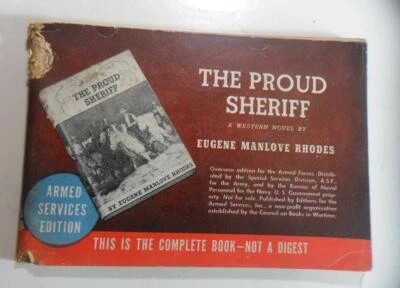 THE PROUD
SHERIFF
BY EUGENE MANLOVE RHODES
THE PROUD
SHERIFF
A WESTERN NOVEL BY
EUGENE MANLOVE RHODES
Overseas edition for the Armed Forces. Distrib-
uted by the Special Services Division, A.S.F.,
for the Army, and by the Bureau of Naval
Personnel for the Navy. U. S. Government prop-
erty. Not for sale. Published by Editions for the
Armed Services, Inc., a non-profit organization
established by the Council on Books in Wartime.
ARMED
SERVICES
EDITION
THIS IS THE COMPLETE BOOK—NOT A DIGEST